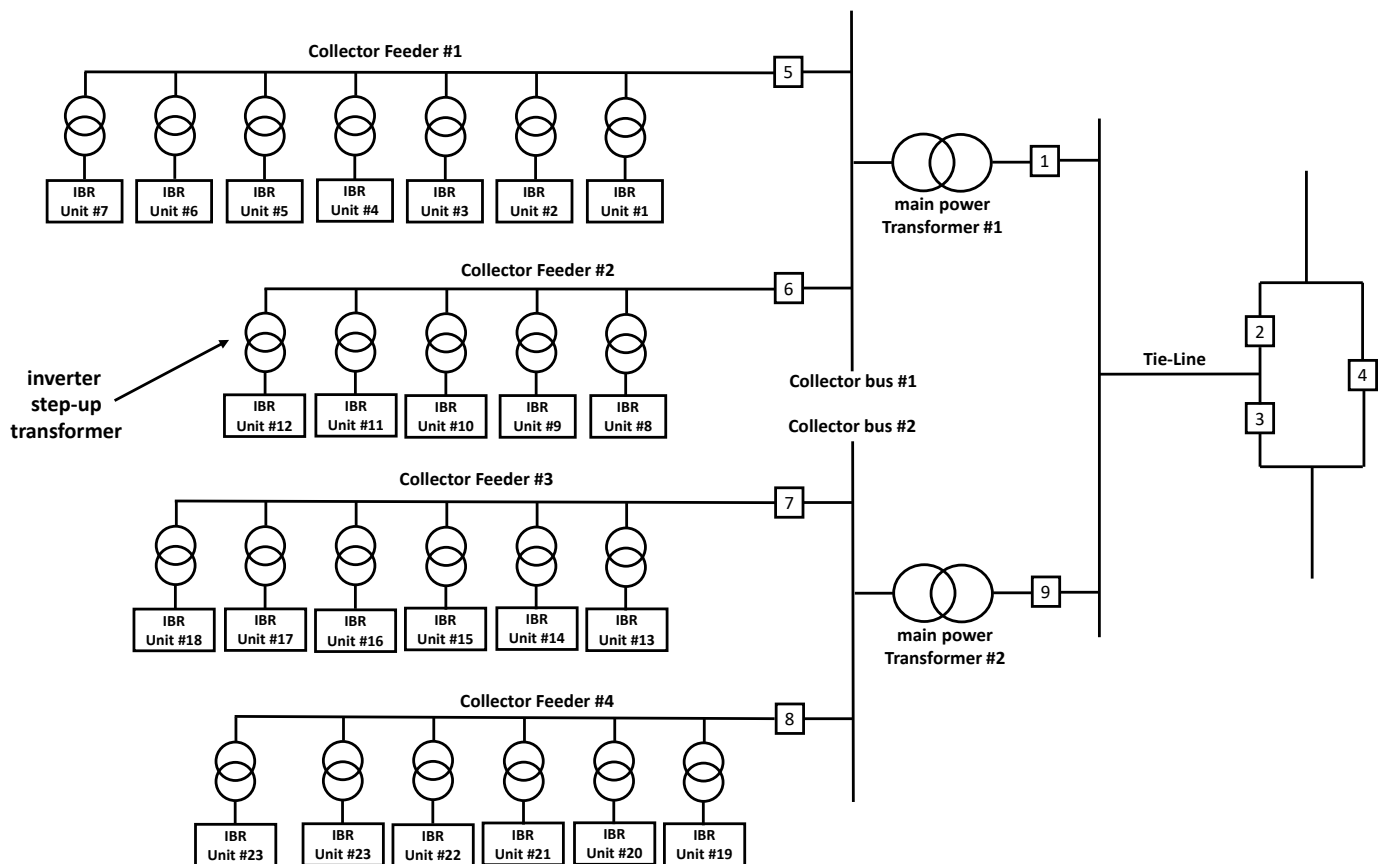 Collector Feeder #1
5
IBR
Unit #7
IBR
Unit #6
IBR
Unit #5
IBR
Unit #4
IBR
Unit #3
IBR
Unit #2
IBR
Unit #1
1
main power
Transformer #1
Collector Feeder #2
6
inverter
step-up
transformer
IBR
Unit #12
IBR
Unit #11
IBR
Unit #10
IBR
Unit #9
IBR
Unit #8
Collector bus #1
Collector bus #2
2
Tie-Line
4
3
Collector Feeder #3
7
IBR
Unit #18
IBR
Unit #17
IBR
Unit #16
IBR
Unit #15
IBR
Unit #14
IBR
Unit #13
9
main power
Transformer #2
Collector Feeder #4
8
IBR
Unit #23
IBR
Unit #23
IBR
Unit #22
IBR
Unit #21
IBR
Unit #20
IBR
Unit #19